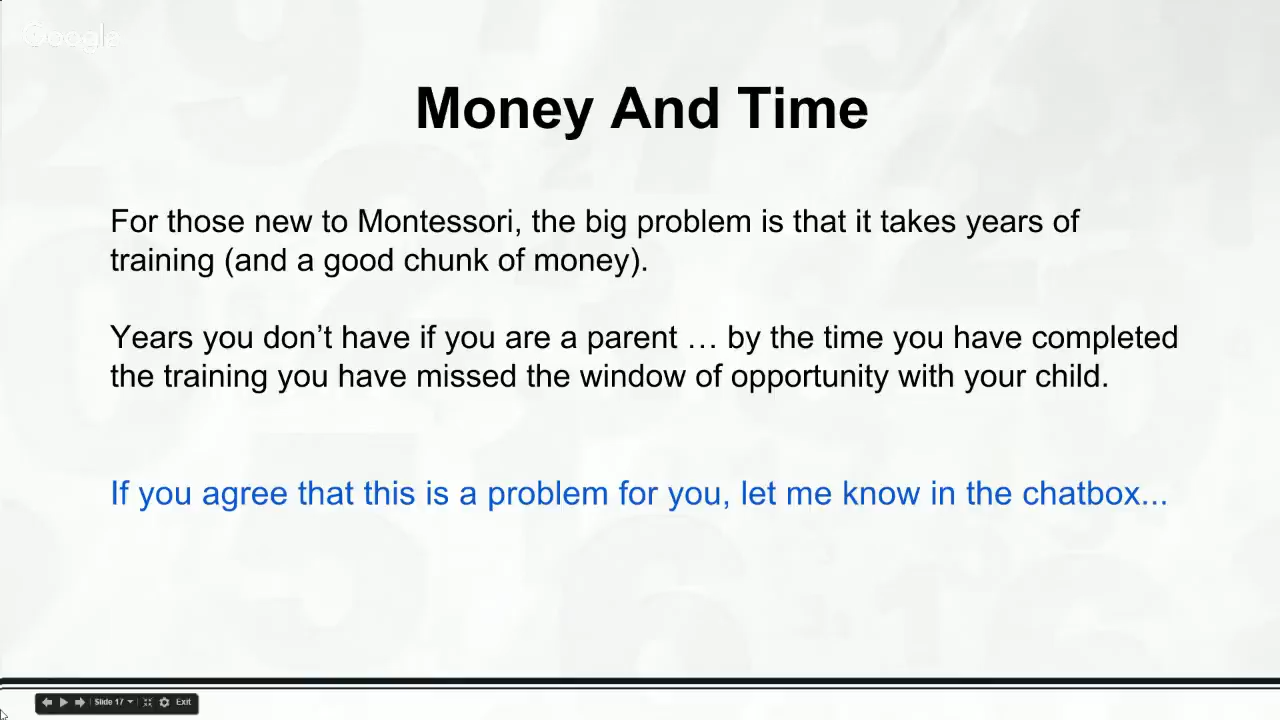 Google
Money And Time
For those new to Montessori, the big problem is that it takes years of
training (and a good chunk of money).
Years you don’t have if you are a parent … by the time you have completed
the training you have missed the window of opportunity with your child.
If you agree that this is a problem for you, let me know in the chatbox...
Slide 17
Exit